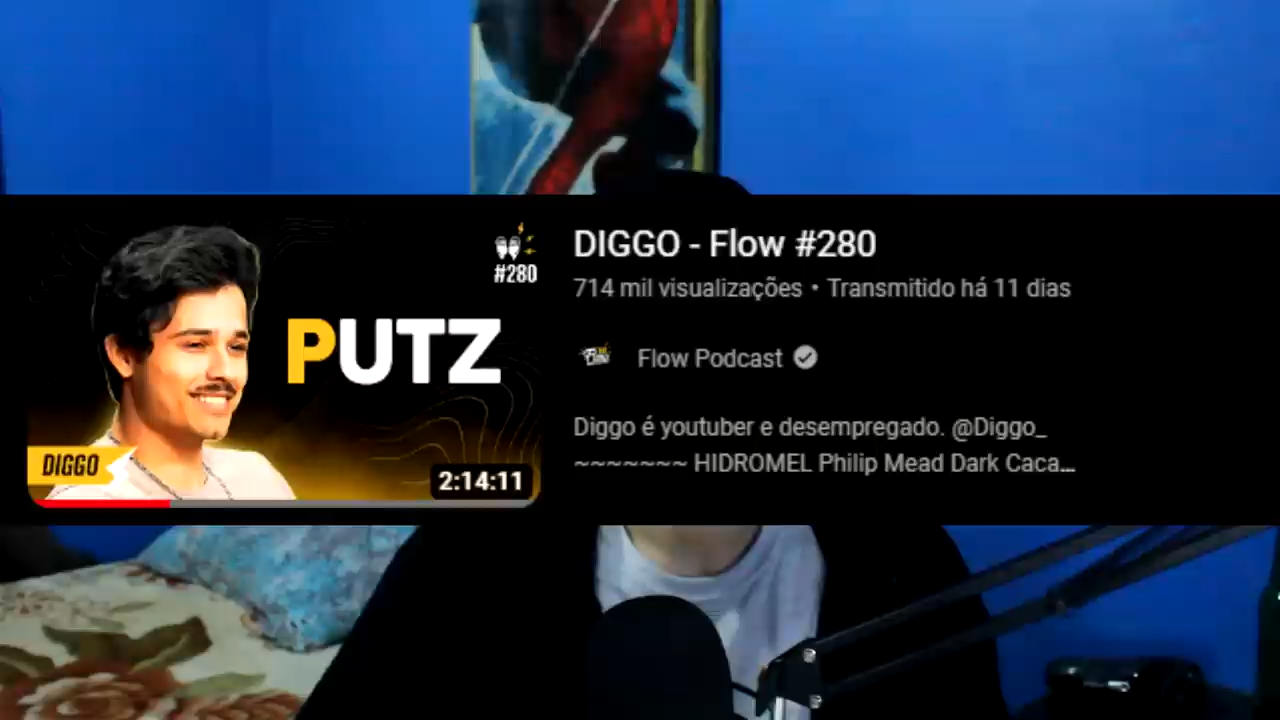 #280
PUTZ
DIGGO
2:14:11
DIGGO - Flow #280
714 mil visualizações • Transmitido há 11 dias
Flow Podcast
Diggo é youtuber e desempregado. @Diggo_
~~~~~~~ HIDROMEL Philip Mead Dark Caca...